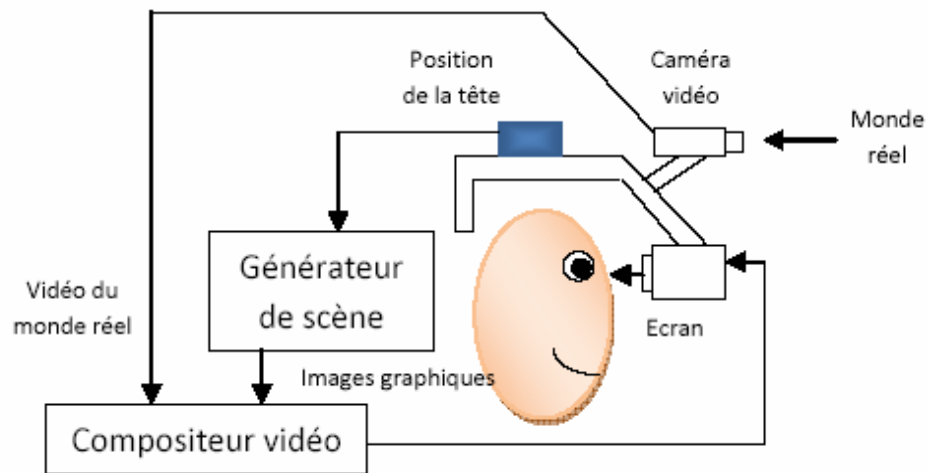 Position
de la tête
Caméra
vidéo
Monde
réel
Générateur
de scène
Vidéo du
monde réel
Ecran
Images graphiques
Compositeur vidéo